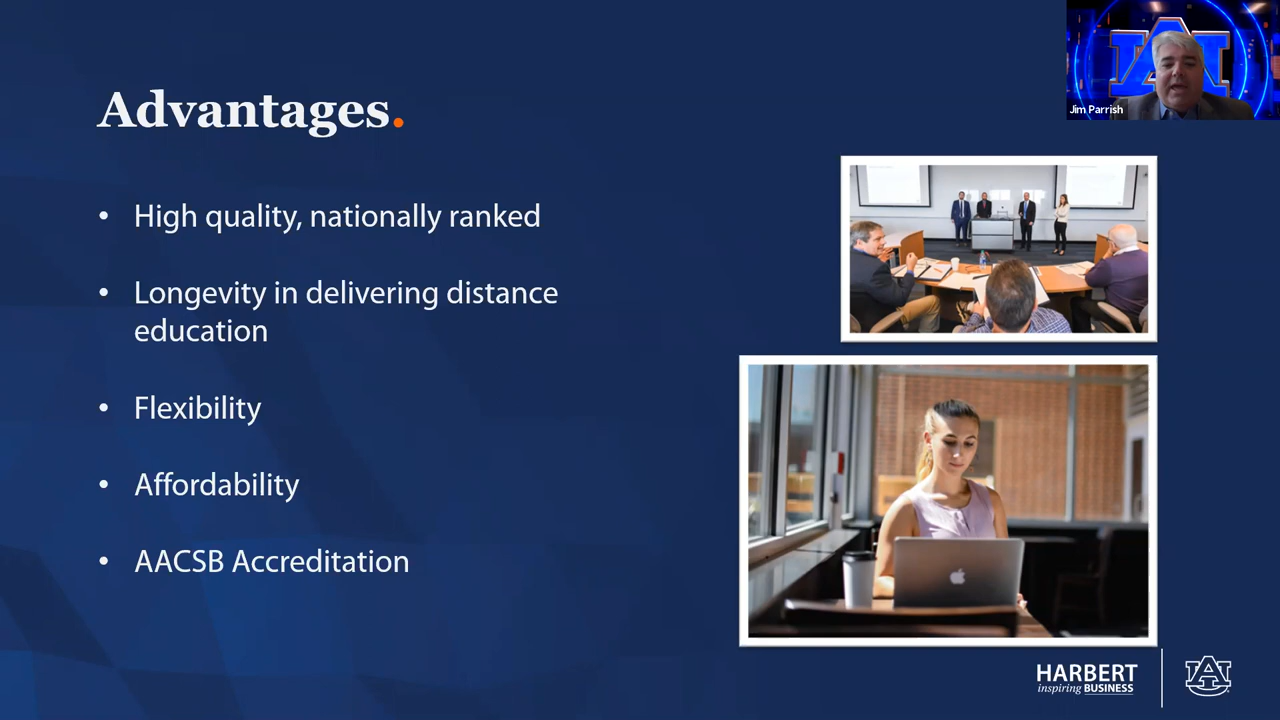 Jim Parrish
Advantages.
• High quality, nationally ranked
• Longevity in delivering distance
education
• Flexibility
• Affordability
• AACSB Accreditation
HARBERT
inspiring BUSINESS
AU